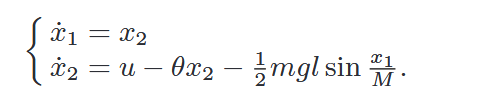 ẋ₁ = x₂
ẋ₂ = u − θx₂ − ½mgl sin x₁/M.